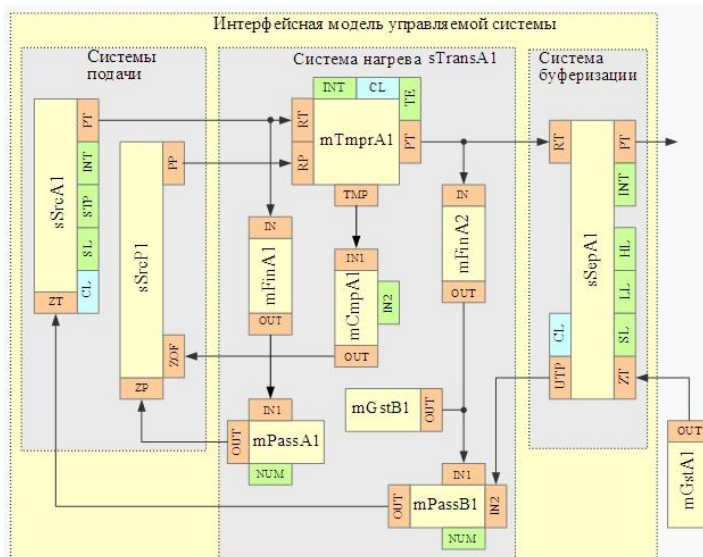 Интерфейсная модель управляемой системы
Системы
подачи
Система нагрева sTransA1
Система
буферизации
INT
CL
TE
PT
RT
RP
mTmprA1
PT
TMP
sSrcA1
INT
STP
SL
CL
ZT
PP
sSrcP1
ZOF
ZP
IN
mFinA1
OUT
IN1
mCmpA1
IN2
OUT
IN
mFinA2
OUT
RT
PT
INT
sSepA1
HL
LL
SL
CL
UTP
ZT
mGstB1
OUT
IN1
OUT
mPassA1
NUM
IN1
OUT
mPassB1
IN2
NUM
OUT
mGstA1